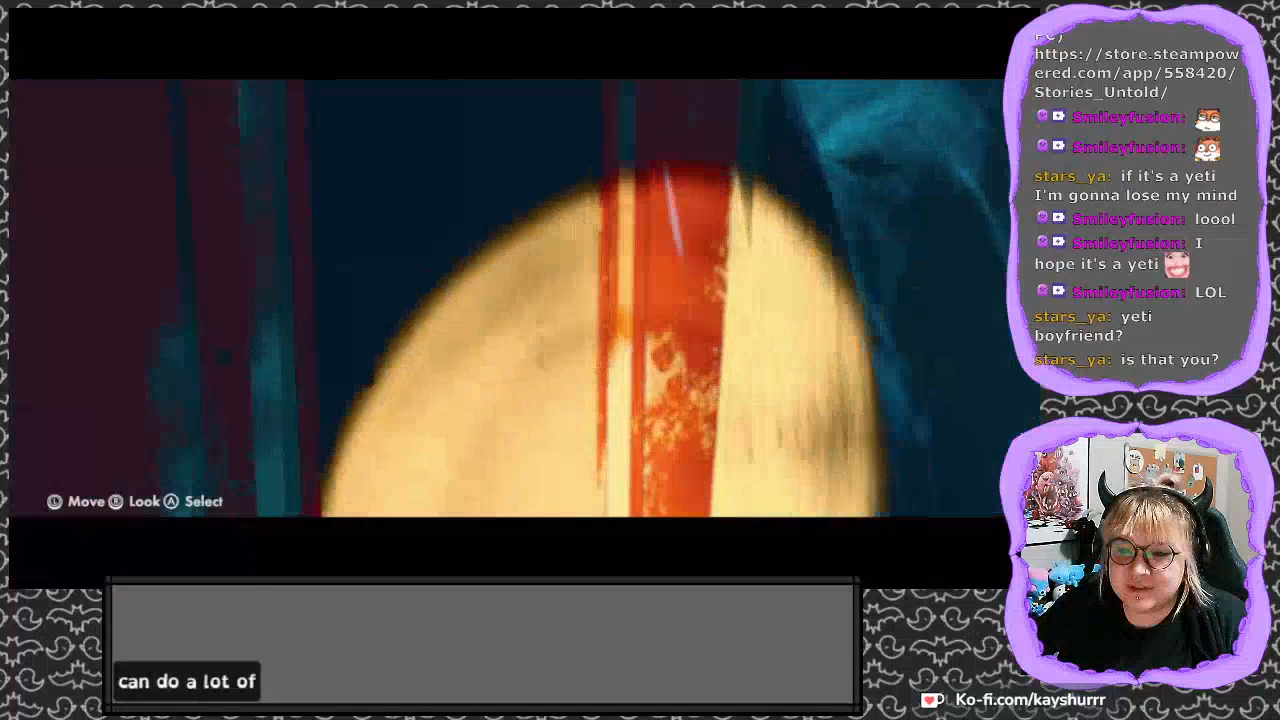 PC)
https://store.steampow
ered.com/app/558420/
Stories_Untold/
Smileyfusion:
Smileyfusion:
stars_ya: if it's a yeti
I'm gonna lose my mind
Smileyfusion: loool
Smileyfusion: I
hope it's a yeti
Smileyfusion: LOL
stars_ya: yeti
boyfriend?
stars_ya: is that you?
L Move R Look A Select
can do a lot of
Ko-fi.com/kayshurrr